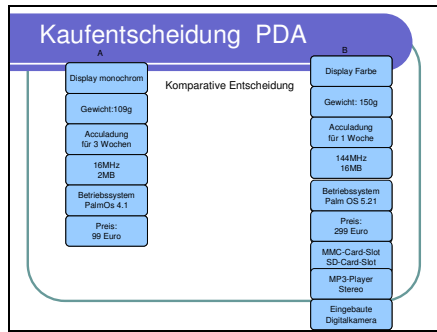 Kaufentscheidung PDA
A
Display monochrom
Gewicht:109g
Acculadung
für 3 Wochen
16MHz
2MB
Betriebssystem
PalmOs 4.1
Preis:
99 Euro
Komparative Entscheidung
B
Display Farbe
Gewicht: 150g
Acculadung
für 1 Woche
144MHz
16MB
Betriebssystem
Palm OS 5.21
Preis:
299 Euro
MMC-Card-Slot
SD-Card-Slot
MP3-Player
Stereo
Eingebaute
Digitalkamera